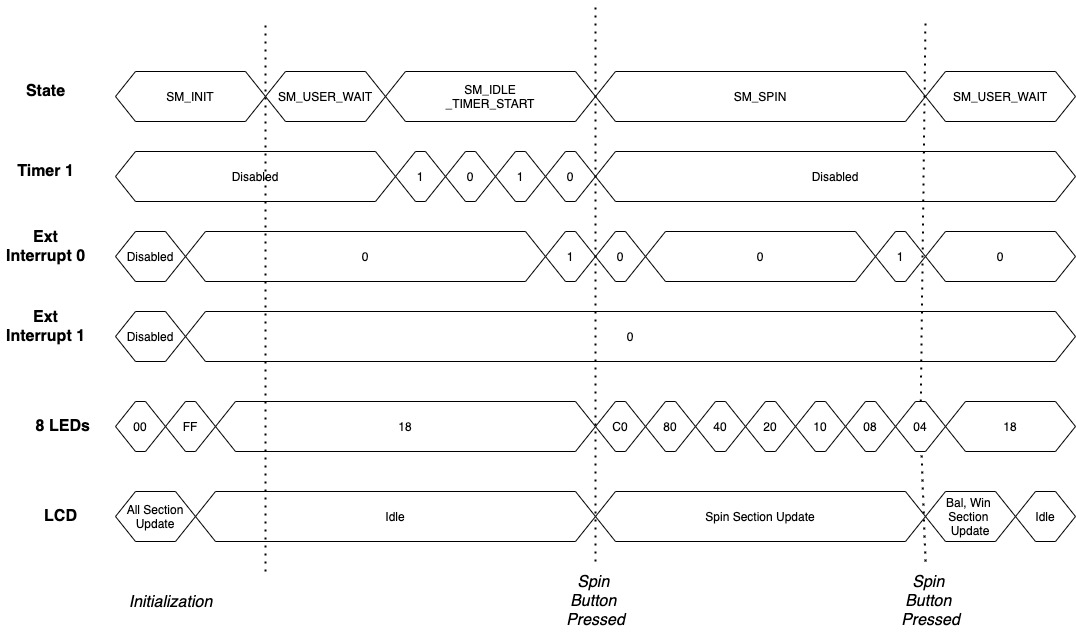 State
SM_INIT
SM_USER_WAIT
SM_IDLE
_TIMER_START
SM_SPIN
SM_USER_WAIT
Timer 1
Disabled
1
0
1
0
Disabled
Ext
Interrupt 0
Disabled
0
1
0
0
1
0
Ext
Interrupt 1
Disabled
0
8 LEDs
00
FF
18
C0
80
40
20
10
08
04
18
LCD
All Section
Update
Idle
Spin Section Update
Bal, Win
Section
Update
Idle
Initialization
Spin
Button
Pressed
Spin
Button
Pressed